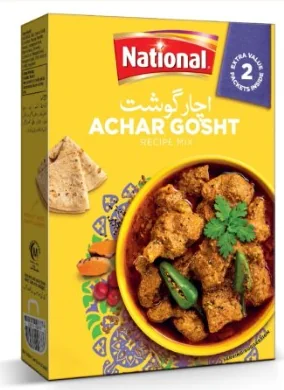 National
EXTRA VALUE
2
PACKETS INSIDE
اچار گوشت
ACHAR GOSHT
RECIPE MIX